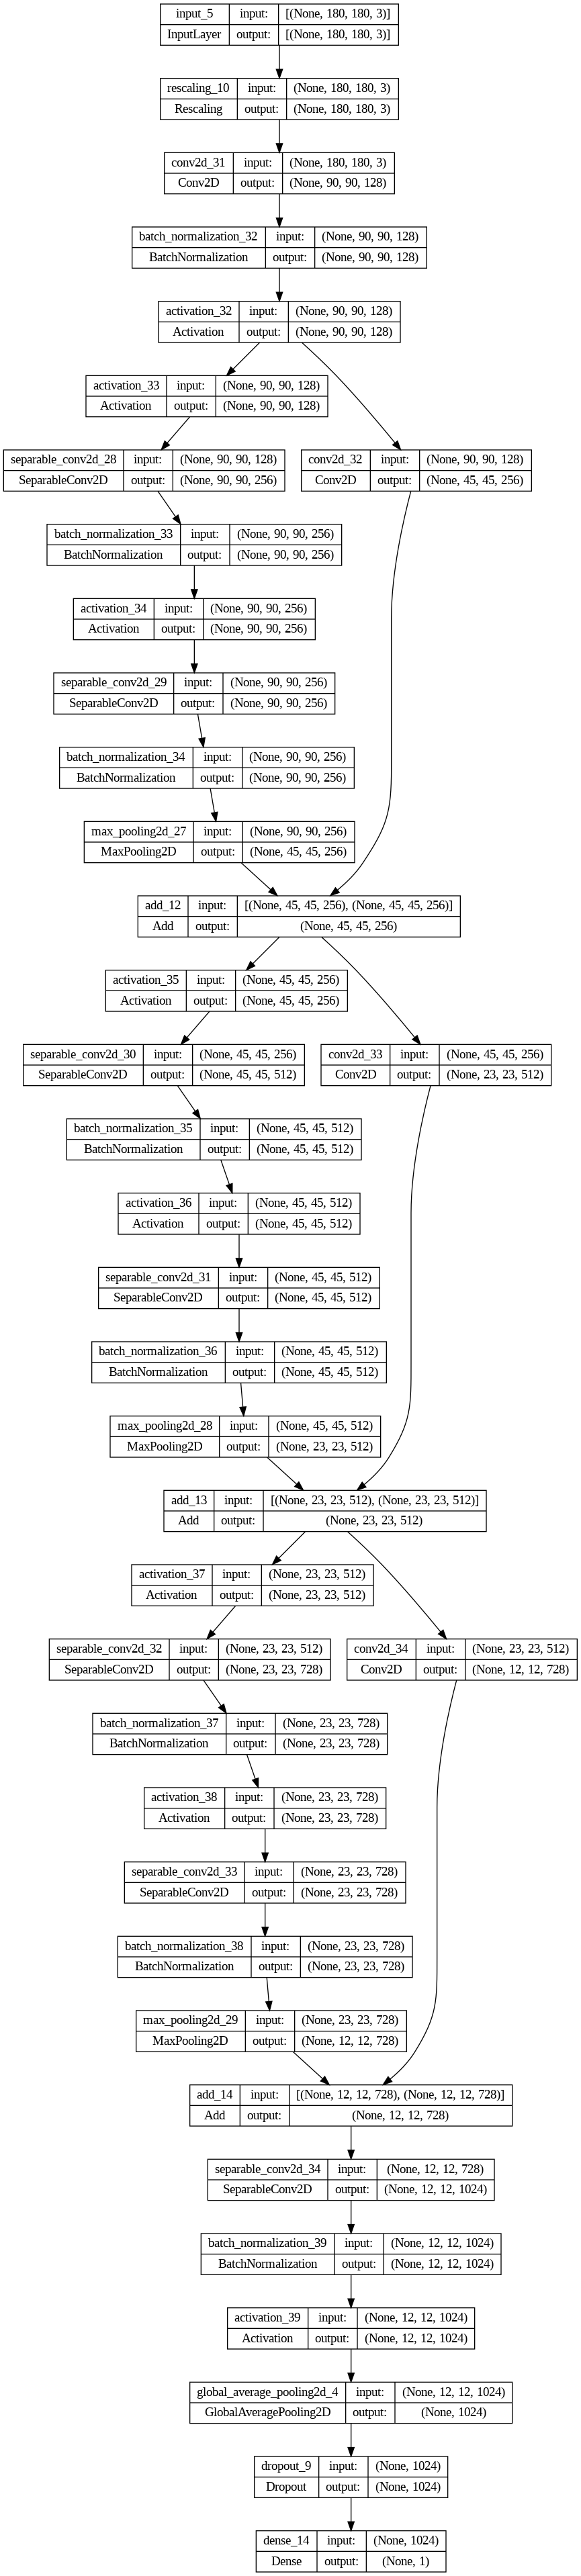 input_5 input: [(None, 180, 180, 3)]
InputLayer output: [(None, 180, 180, 3)]
rescaling_10 input: (None, 180, 180, 3)
Rescaling output: (None, 180, 180, 3)
conv2d_31 input: (None, 180, 180, 3)
Conv2D output: (None, 90, 90, 128)
batch_normalization_32 input: (None, 90, 90, 128)
BatchNormalization output: (None, 90, 90, 128)
activation_32 input: (None, 90, 90, 128)
Activation output: (None, 90, 90, 128)
activation_33 input: (None, 90, 90, 128)
Activation output: (None, 90, 90, 128)
separable_conv2d_28 input: (None, 90, 90, 128)
SeparableConv2D output: (None, 90, 90, 256)
conv2d_32 input: (None, 90, 90, 128)
Conv2D output: (None, 45, 45, 256)
batch_normalization_33 input: (None, 90, 90, 256)
BatchNormalization output: (None, 90, 90, 256)
activation_34 input: (None, 90, 90, 256)
Activation output: (None, 90, 90, 256)
separable_conv2d_29 input: (None, 90, 90, 256)
SeparableConv2D output: (None, 90, 90, 256)
batch_normalization_34 input: (None, 90, 90, 256)
BatchNormalization output: (None, 90, 90, 256)
max_pooling2d_27 input: (None, 90, 90, 256)
MaxPooling2D output: (None, 45, 45, 256)
add_12 input: [(None, 45, 45, 256), (None, 45, 45, 256)]
Add output: (None, 45, 45, 256)
activation_35 input: (None, 45, 45, 256)
Activation output: (None, 45, 45, 256)
separable_conv2d_30 input: (None, 45, 45, 256)
SeparableConv2D output: (None, 45, 45, 512)
conv2d_33 input: (None, 45, 45, 256)
Conv2D output: (None, 23, 23, 512)
batch_normalization_35 input: (None, 45, 45, 512)
BatchNormalization output: (None, 45, 45, 512)
activation_36 input: (None, 45, 45, 512)
Activation output: (None, 45, 45, 512)
separable_conv2d_31 input: (None, 45, 45, 512)
SeparableConv2D output: (None, 45, 45, 512)
batch_normalization_36 input: (None, 45, 45, 512)
BatchNormalization output: (None, 45, 45, 512)
max_pooling2d_28 input: (None, 45, 45, 512)
MaxPooling2D output: (None, 23, 23, 512)
add_13 input: [(None, 23, 23, 512), (None, 23, 23, 512)]
Add output: (None, 23, 23, 512)
activation_37 input: (None, 23, 23, 512)
Activation output: (None, 23, 23, 512)
separable_conv2d_32 input: (None, 23, 23, 512)
SeparableConv2D output: (None, 23, 23, 728)
conv2d_34 input: (None, 23, 23, 512)
Conv2D output: (None, 12, 12, 728)
batch_normalization_37 input: (None, 23, 23, 728)
BatchNormalization output: (None, 23, 23, 728)
activation_38 input: (None, 23, 23, 728)
Activation output: (None, 23, 23, 728)
separable_conv2d_33 input: (None, 23, 23, 728)
SeparableConv2D output: (None, 23, 23, 728)
batch_normalization_38 input: (None, 23, 23, 728)
BatchNormalization output: (None, 23, 23, 728)
max_pooling2d_29 input: (None, 23, 23, 728)
MaxPooling2D output: (None, 12, 12, 728)
add_14 input: [(None, 12, 12, 728), (None, 12, 12, 728)]
Add output: (None, 12, 12, 728)
separable_conv2d_34 input: (None, 12, 12, 728)
SeparableConv2D output: (None, 12, 12, 1024)
batch_normalization_39 input: (None, 12, 12, 1024)
BatchNormalization output: (None, 12, 12, 1024)
activation_39 input: (None, 12, 12, 1024)
Activation output: (None, 12, 12, 1024)
global_average_pooling2d_4 input: (None, 12, 12, 1024)
GlobalAveragePooling2D output: (None, 1024)
dropout_9 input: (None, 1024)
Dropout output: (None, 1024)
dense_14 input: (None, 1024)
Dense output: (None, 1)